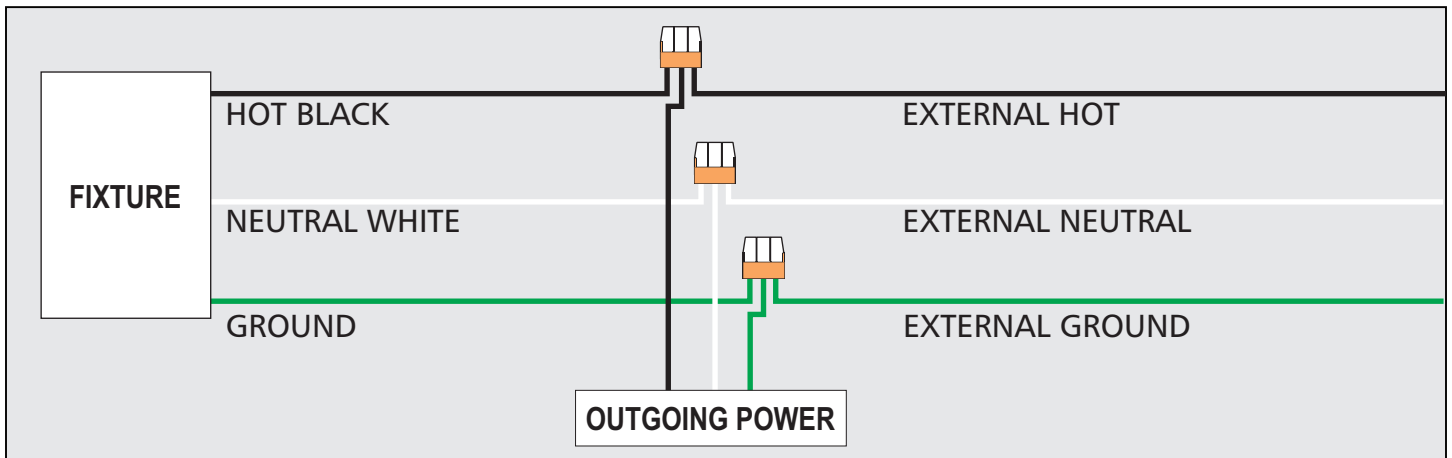 HOT BLACK
EXTERNAL HOT
FIXTURE
NEUTRAL WHITE
EXTERNAL NEUTRAL
GROUND
EXTERNAL GROUND
OUTGOING POWER